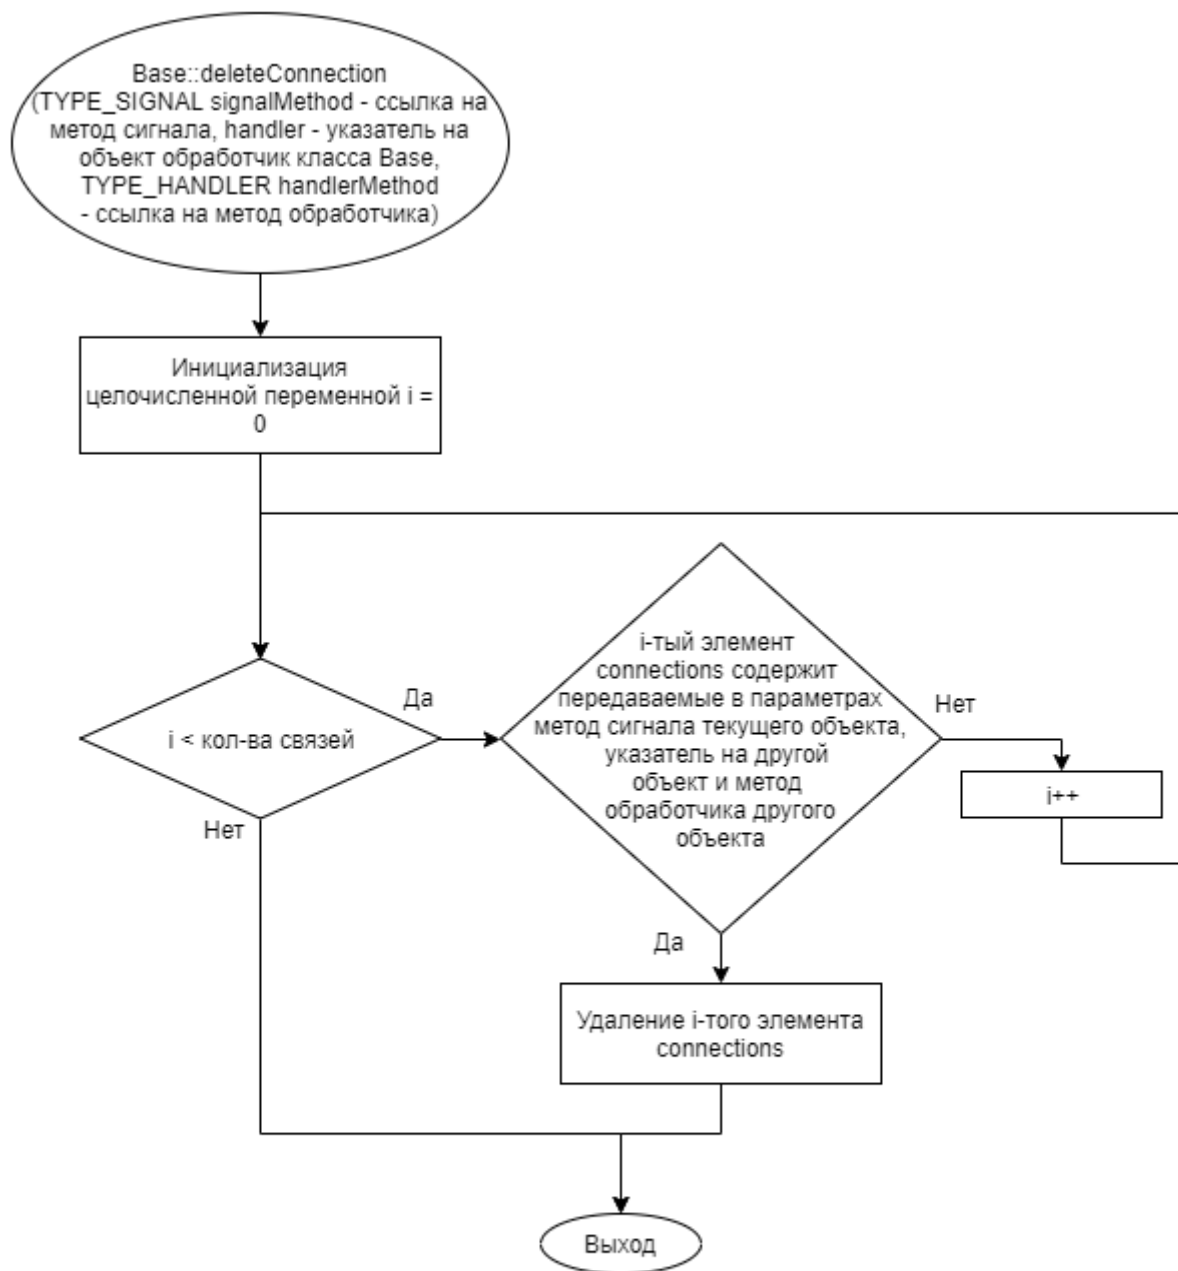 Base::deleteConnection
(TYPE_SIGNAL signalMethod - ссылка на
метод сигнала, handler - указатель на
объект обработчик класса Base,
TYPE_HANDLER handlerMethod
- ссылка на метод обработчика)
Инициализация
целочисленной переменной i =
0
i < кол-ва связей
Да
Нет
i-тый элемент
connections содержит
передаваемые в параметрах
метод сигнала текущего объекта,
указатель на другой
объект и метод
обработчика другого
объекта
Нет
i++
Да
Удаление i-того элемента
connections
Выход